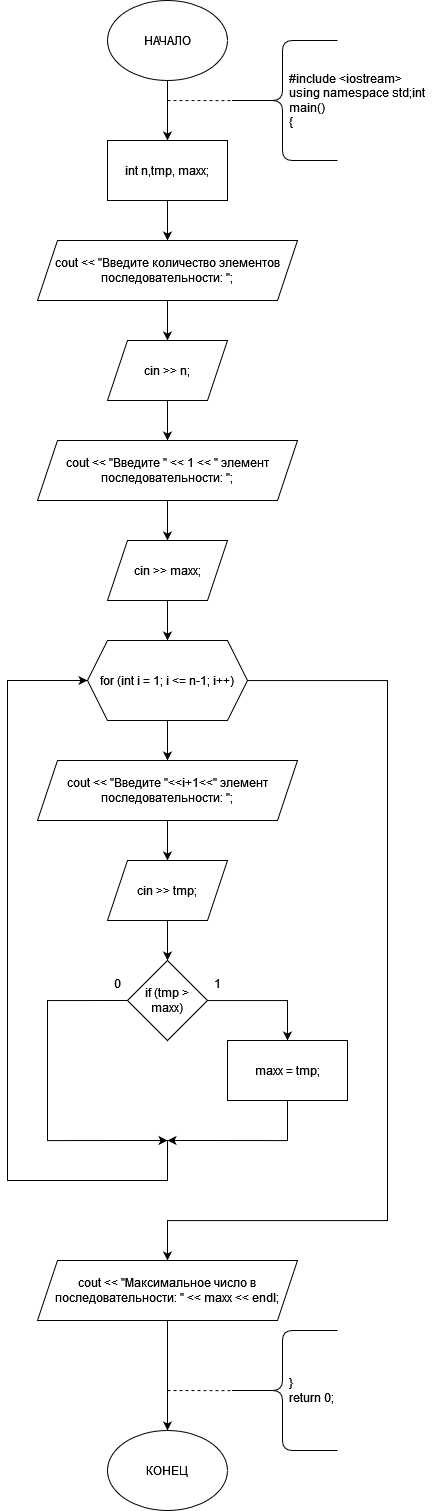 НАЧАЛО
#include <iostream>
using namespace std;int
main()
{
int n,tmp, maxx;
cout << "Введите количество элементов
последовательности: ";
cin >> n;
cout << "Введите " << 1 << " элемент
последовательности: ";
cin >> maxx;
for (int i = 1; i <= n-1; i++)
cout << "Введите "<<i+1<<" элемент
последовательности: ";
cin >> tmp;
0
if (tmp >
maxx)
1
maxx = tmp;
cout << "Максимальное число в
последовательности: " << maxx << endl;
}
return 0;
КОНЕЦ